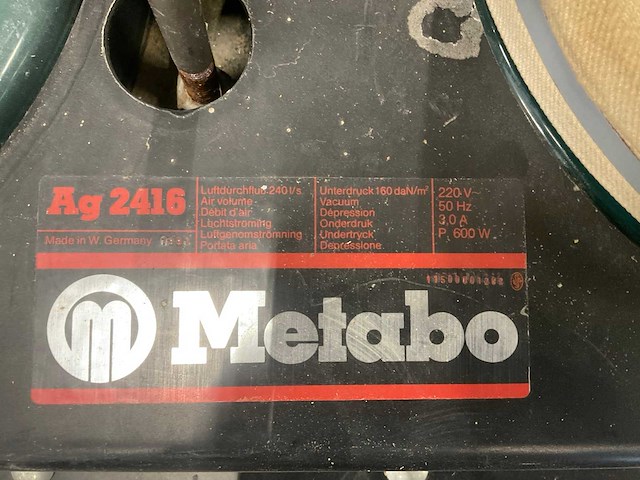 Ag 2416
Made in W. Germany
Luftdurchfluß 240 l/s
Air volume
Débit d'air
Luchtstroming
Luftgenomströmning
Portata aria
Unterdruck 160 daN/m²
Vacuum
Dépression
Onderdruk
Undertryck
Depressione
220 V~
50 Hz
3,0 A
P₁ 600 W
Metabo